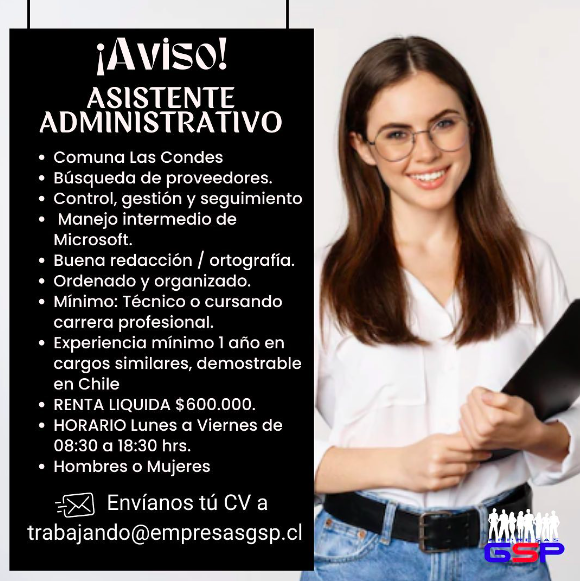 ¡Aviso!
ASISTENTE
ADMINISTRATIVO
• Comuna Las Condes
• Búsqueda de proveedores.
• Control, gestión y seguimiento
• Manejo intermedio de
Microsoft.
• Buena redacción / ortografía.
• Ordenado y organizado.
• Mínimo: Técnico o cursando
carrera profesional.
• Experiencia mínimo 1 año en
cargos similares, demostrable
en Chile
• RENTA LIQUIDA $600.000.
• HORARIO Lunes a Viernes de
08:30 a 18:30 hrs.
• Hombres o Mujeres
Envíanos tú CV a
trabajando@empresasgsp.cl
GSP